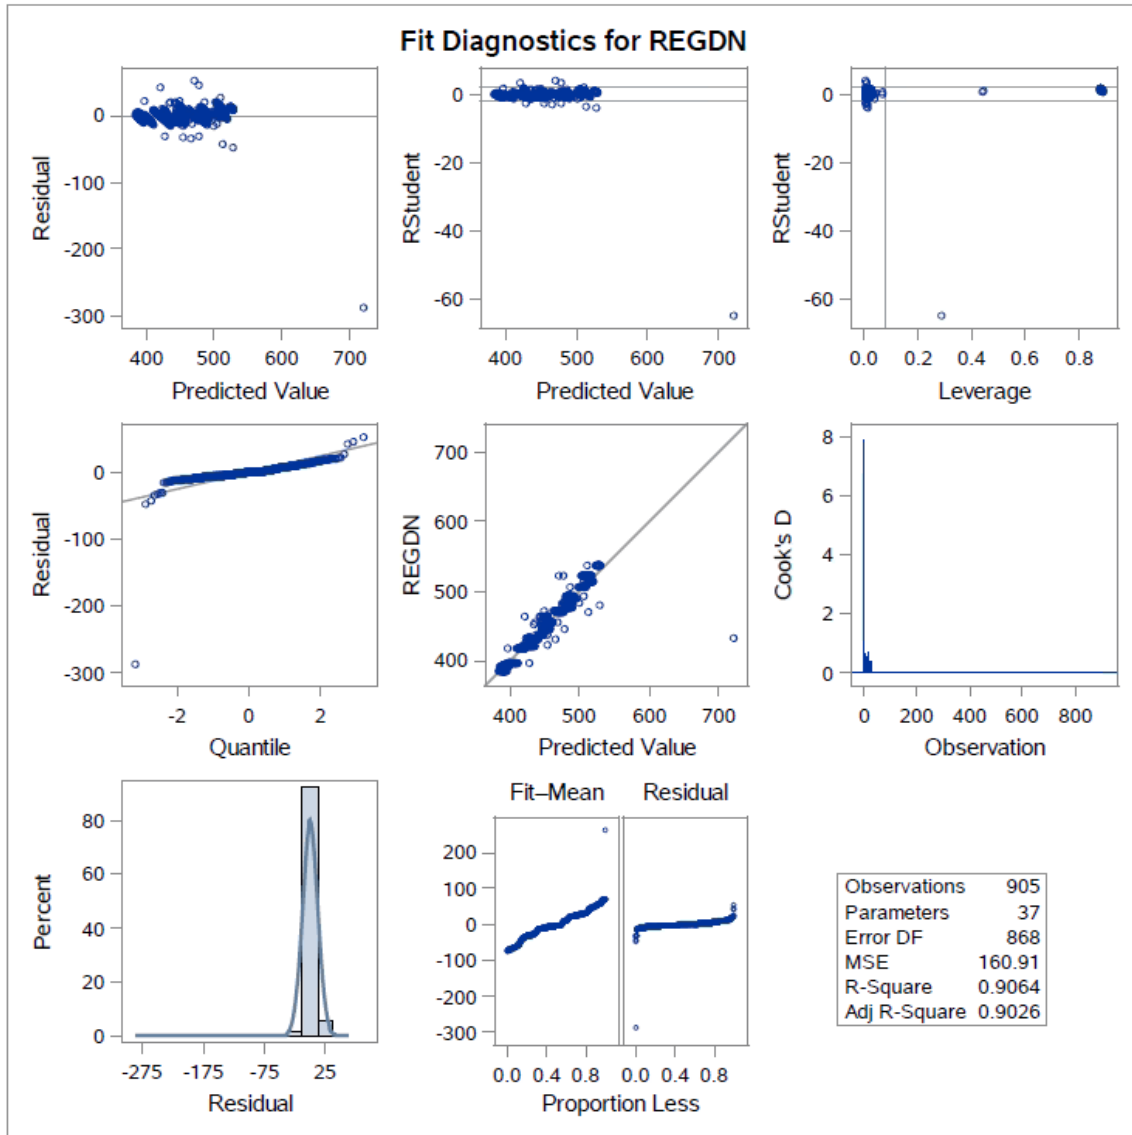 Fit Diagnostics for REGDN
Residual
0
-100
-200
-300
400 500 600 700
Predicted Value
RStudent
0
-20
-40
-60
400 500 600 700
Predicted Value
RStudent
0
-20
-40
-60
0.0 0.2 0.4 0.6 0.8
Leverage
Residual
0
-100
-200
-300
-2 0 2
Quantile
REGDN
700
600
500
400
400 500 600 700
Predicted Value
Cook's D
8
6
4
2
0
0 200 400 600 800
Observation
Percent
80
60
40
20
0
-275 -175 -75 25
Residual
Fit–Mean Residual
200
100
0
-100
-200
-300
0.0 0.4 0.8 0.0 0.4 0.8
Proportion Less
Observations 905
Parameters 37
Error DF 868
MSE 160.91
R-Square 0.9064
Adj R-Square 0.9026